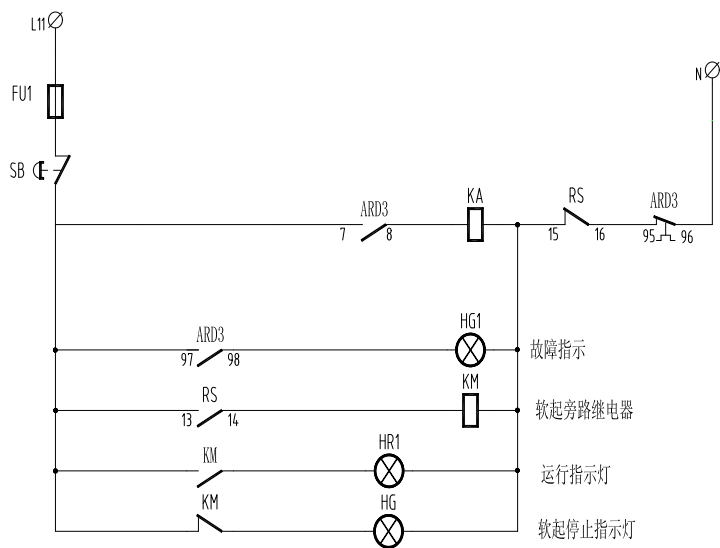 L11
N
FU1
SB
ARD3
7 8
KA
RS
15 16
ARD3
95 96
ARD3
97 98
HG1
故障指示
RS
13 14
KM
软起旁路继电器
KM
HR1
运行指示灯
KM
HG
软起停止指示灯